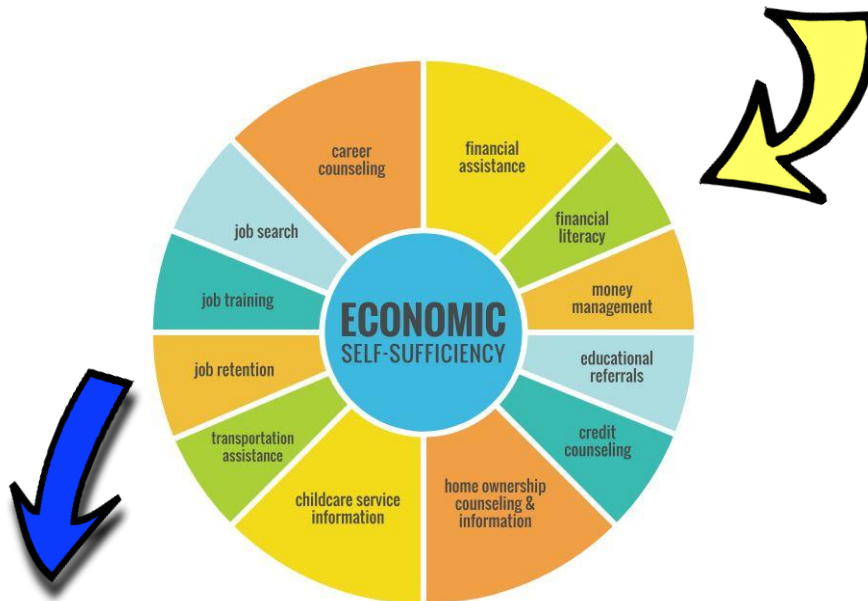 career
counseling
financial
assistance
job search
financial
literacy
job training
money
management
ECONOMIC
SELF-SUFFICIENCY
job retention
educational
referrals
transportation
assistance
credit
counseling
childcare service
information
home ownership
counseling &
information